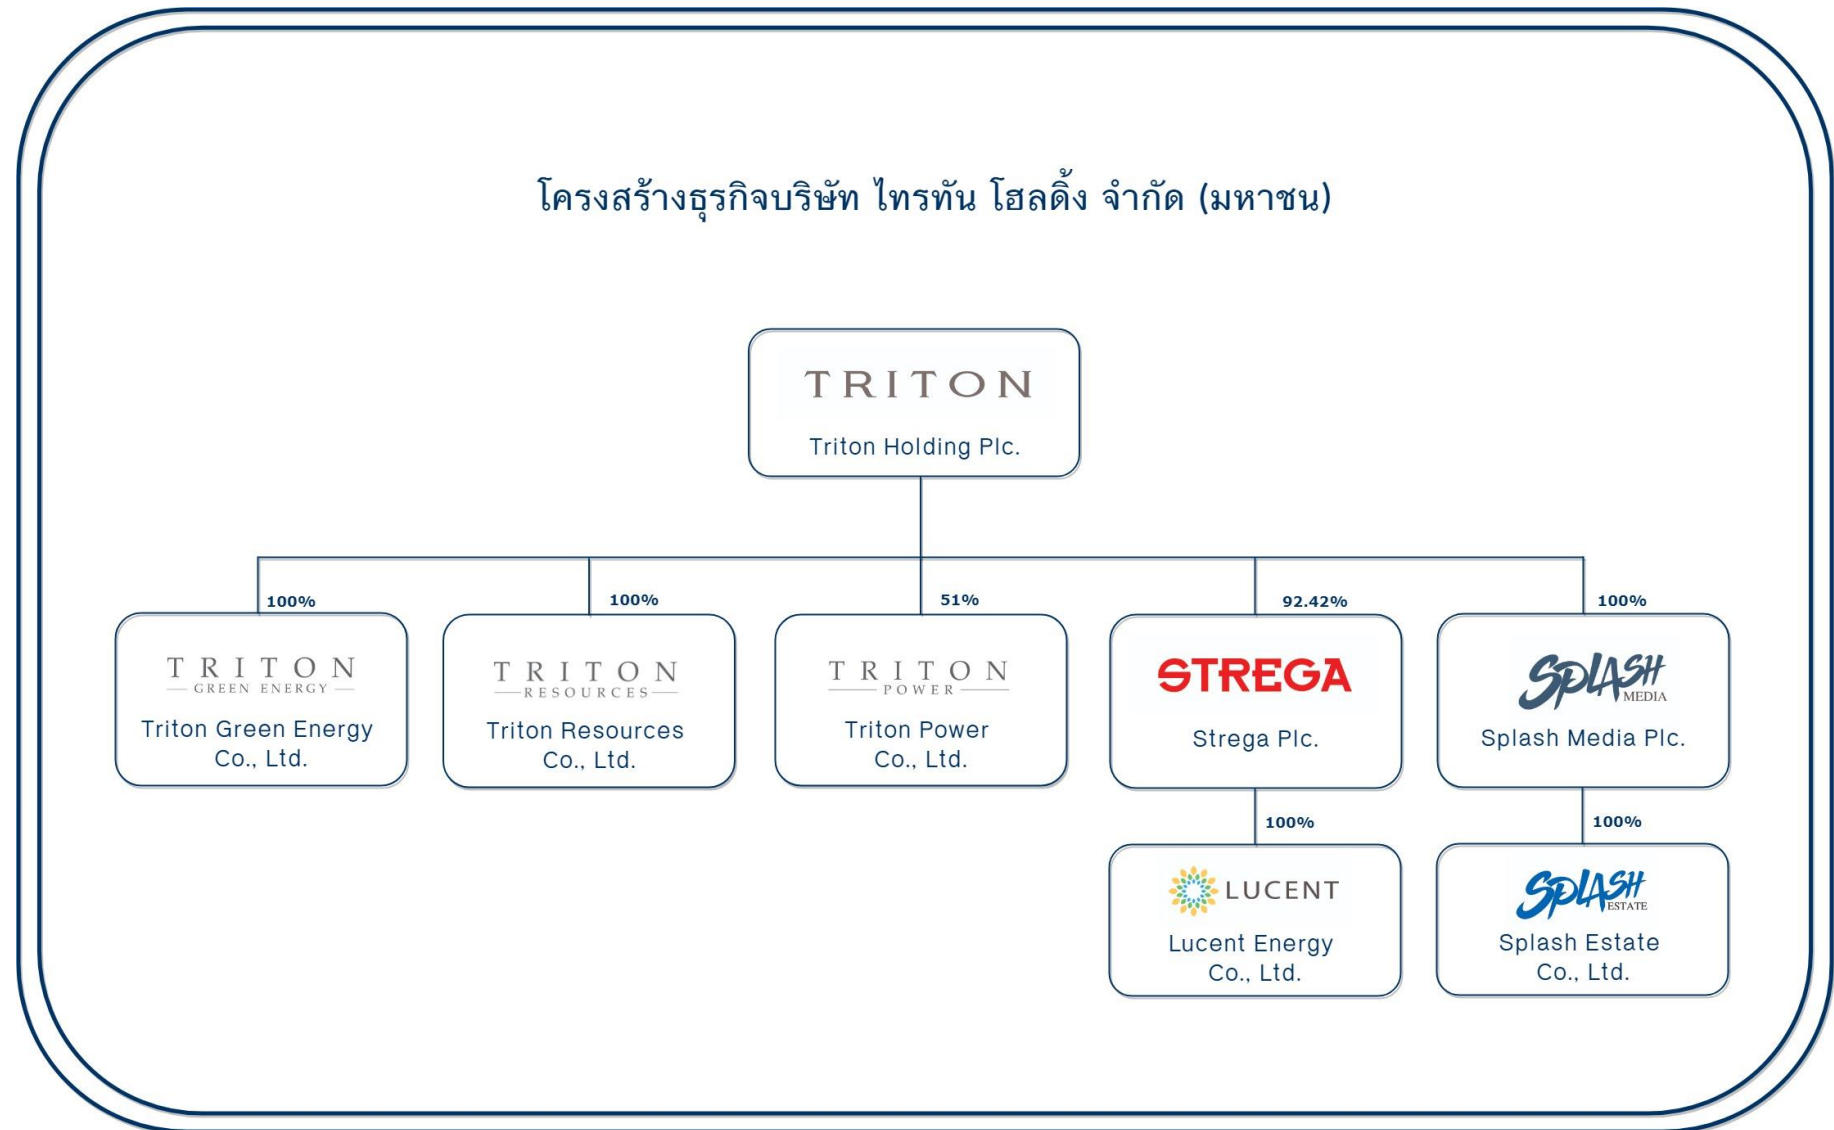 โครงสร้างธุรกิจบริษัท ไทรทัน โฮลดิ้ง จำกัด (มหาชน)
TRITON
Triton Holding Plc.
100%
100%
51%
92.42%
100%
TRITON
GREEN ENERGY
Triton Green Energy
Co., Ltd.
TRITON
RESOURCES
Triton Resources
Co., Ltd.
TRITON
POWER
Triton Power
Co., Ltd.
STREGA
Strega Plc.
SPLASH
MEDIA
Splash Media Plc.
100%
100%
LUCENT
Lucent Energy
Co., Ltd.
SPLASH
ESTATE
Splash Estate
Co., Ltd.